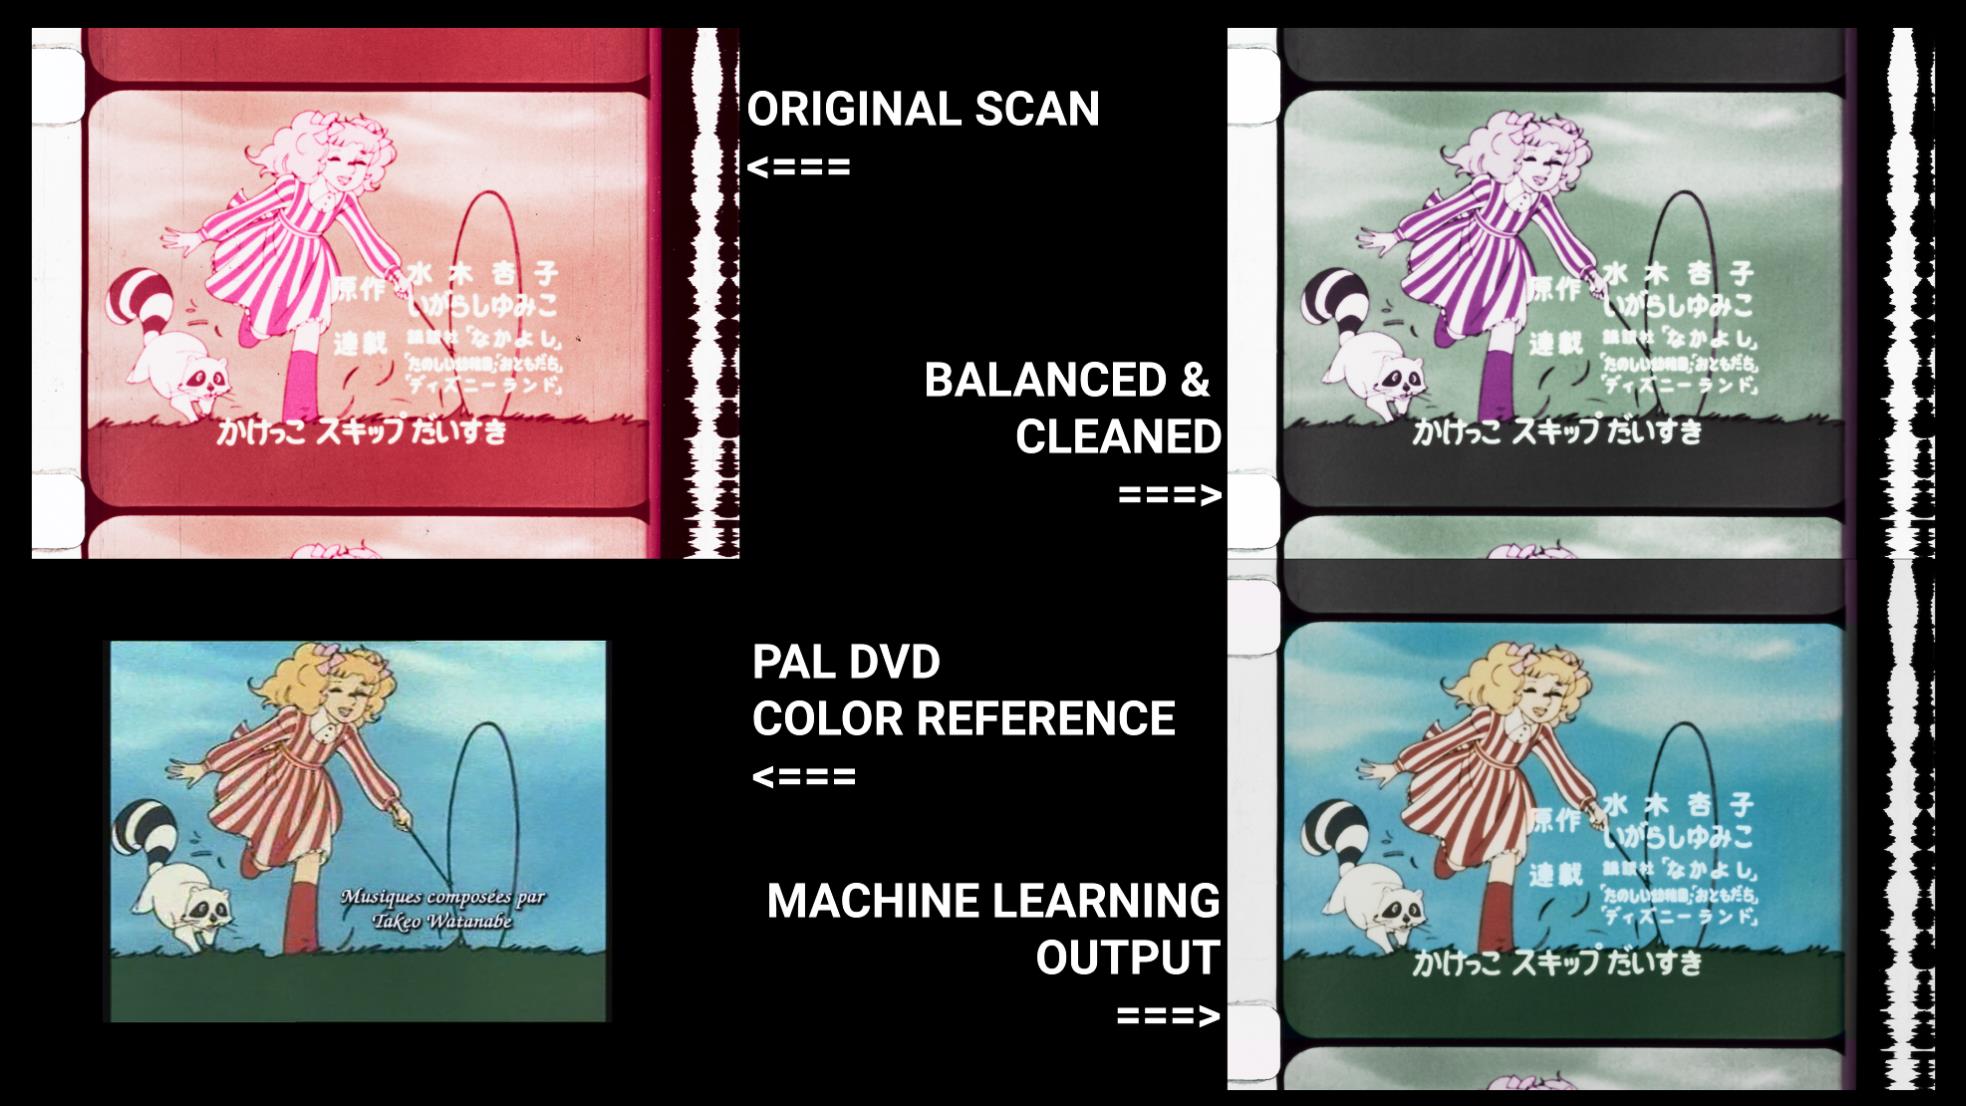 ORIGINAL SCAN
<===
原作 水木杏子
いがらしゆみこ
連載 講談社「なかよし」
「たのしい幼稚園」「おともだち」
「ディズニーランド」
かけっこ スキップ だいすき
BALANCED &
CLEANED
===>
原作 水木杏子
いがらしゆみこ
連載 講談社「なかよし」
「たのしい幼稚園」「おともだち」
「ディズニーランド」
かけっこ スキップ だいすき
PAL DVD
COLOR REFERENCE
<===
Musiques composées par
Takeo Watanabe
MACHINE LEARNING
OUTPUT
===>
原作 水木杏子
いがらしゆみこ
連載 講談社「なかよし」
「たのしい幼稚園」「おともだち」
「ディズニーランド」
かけっこ スキップ だいすき